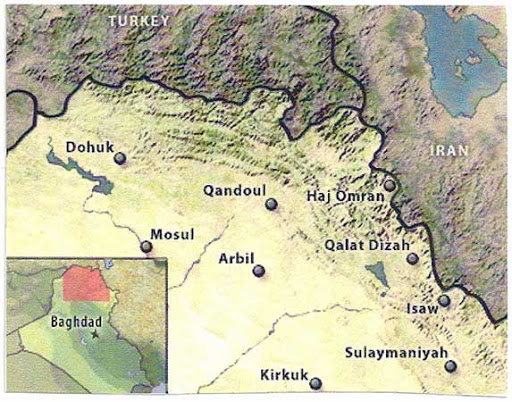 TURKEY
IRAN
Dohuk
Qandoul
Haj Omran
Mosul
Arbil
Qalat Dizah
Isaw
Baghdad
Sulaymaniyah
Kirkuk